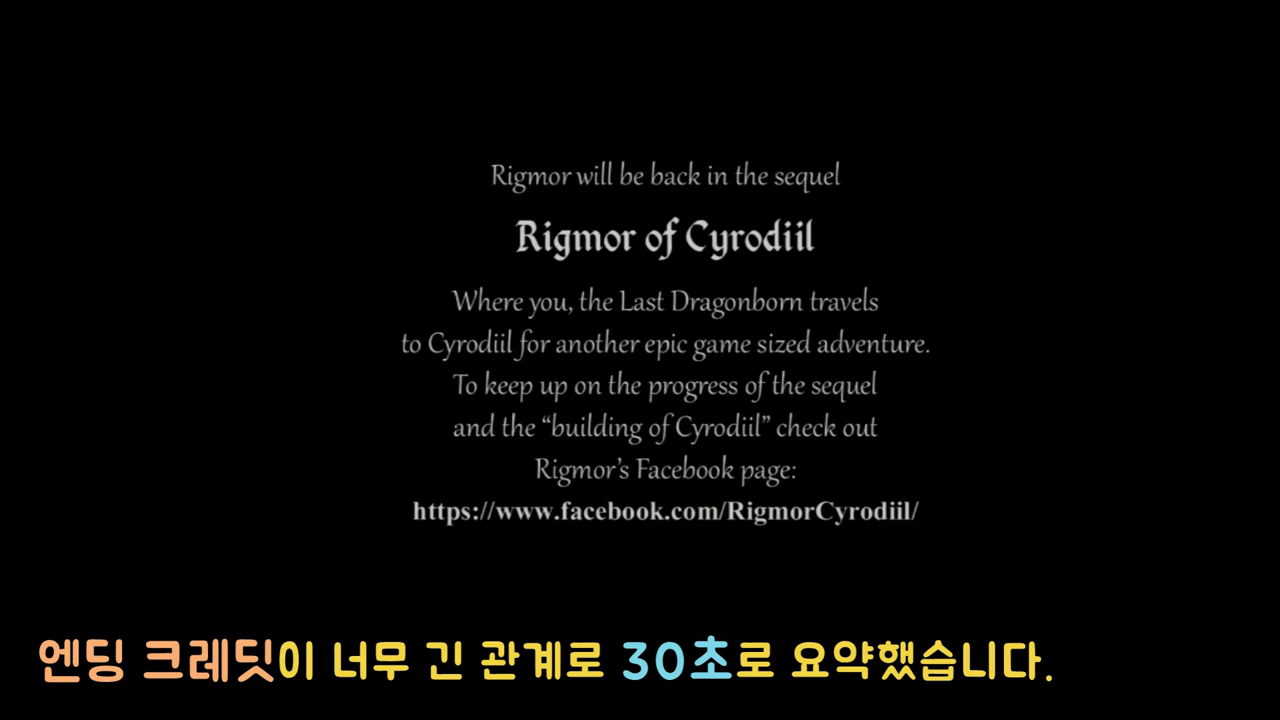 Rigmor will be back in the sequel
Rigmor of Cyrodiil
Where you, the Last Dragonborn travels
to Cyrodiil for another epic game sized adventure.
To keep up on the progress of the sequel
and the “building of Cyrodiil” check out
Rigmor’s Facebook page:
https://www.facebook.com/RigmorCyrodiil/
엔딩 크레딧이 너무 긴 관계로 30초로 요약했습니다.